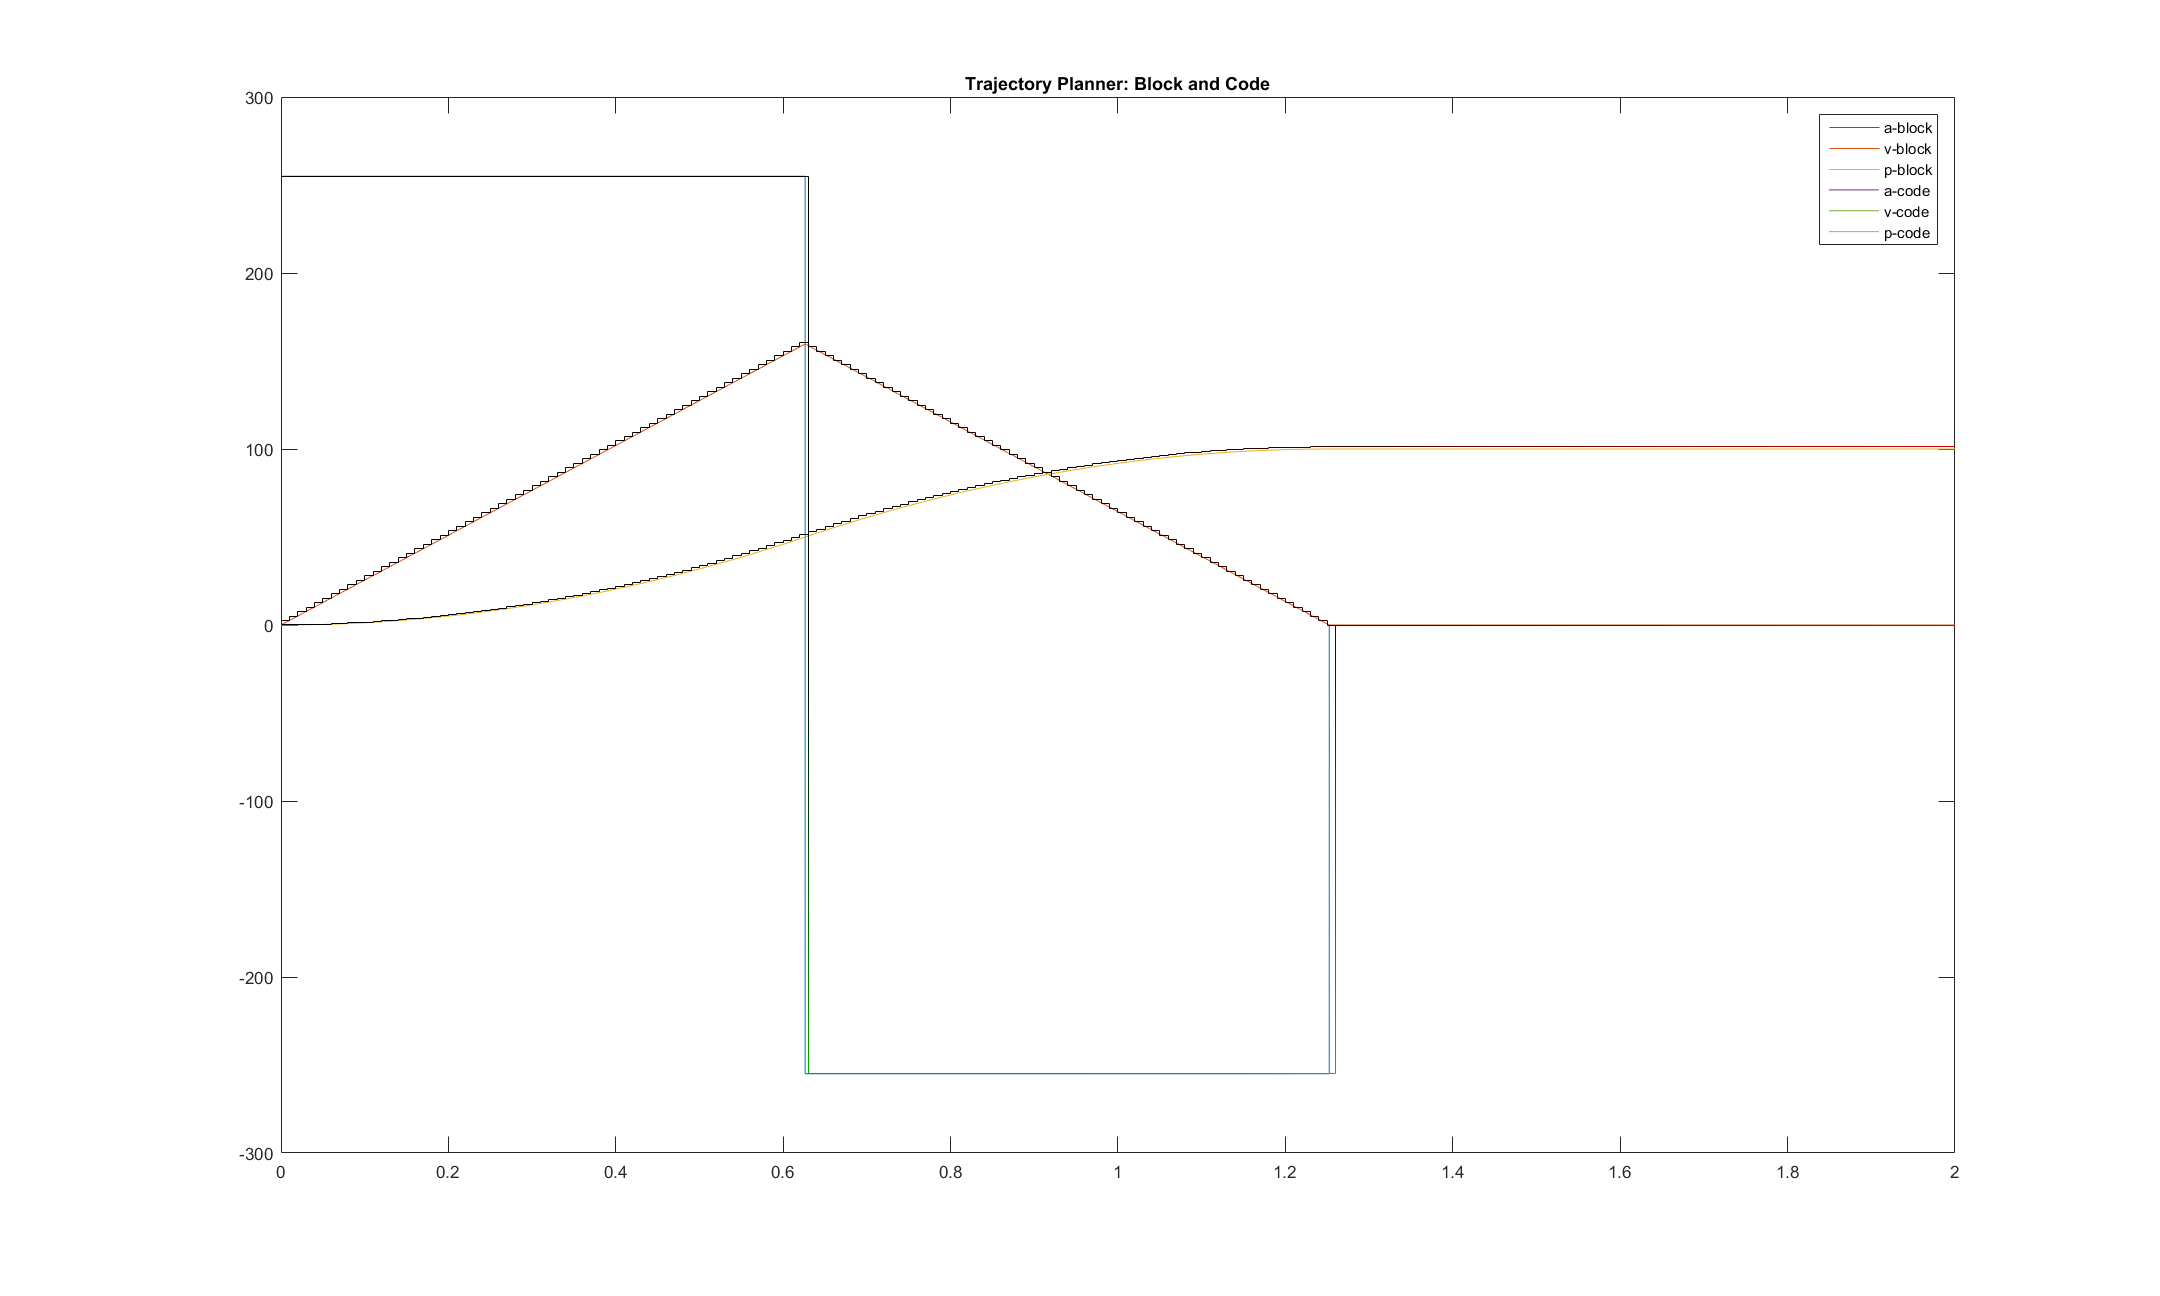 Trajectory Planner: Block and Code
300
200
100
0
-100
-200
-300
0 0.2 0.4 0.6 0.8 1 1.2 1.4 1.6 1.8 2
a-block
v-block
p-block
a-code
v-code
p-code